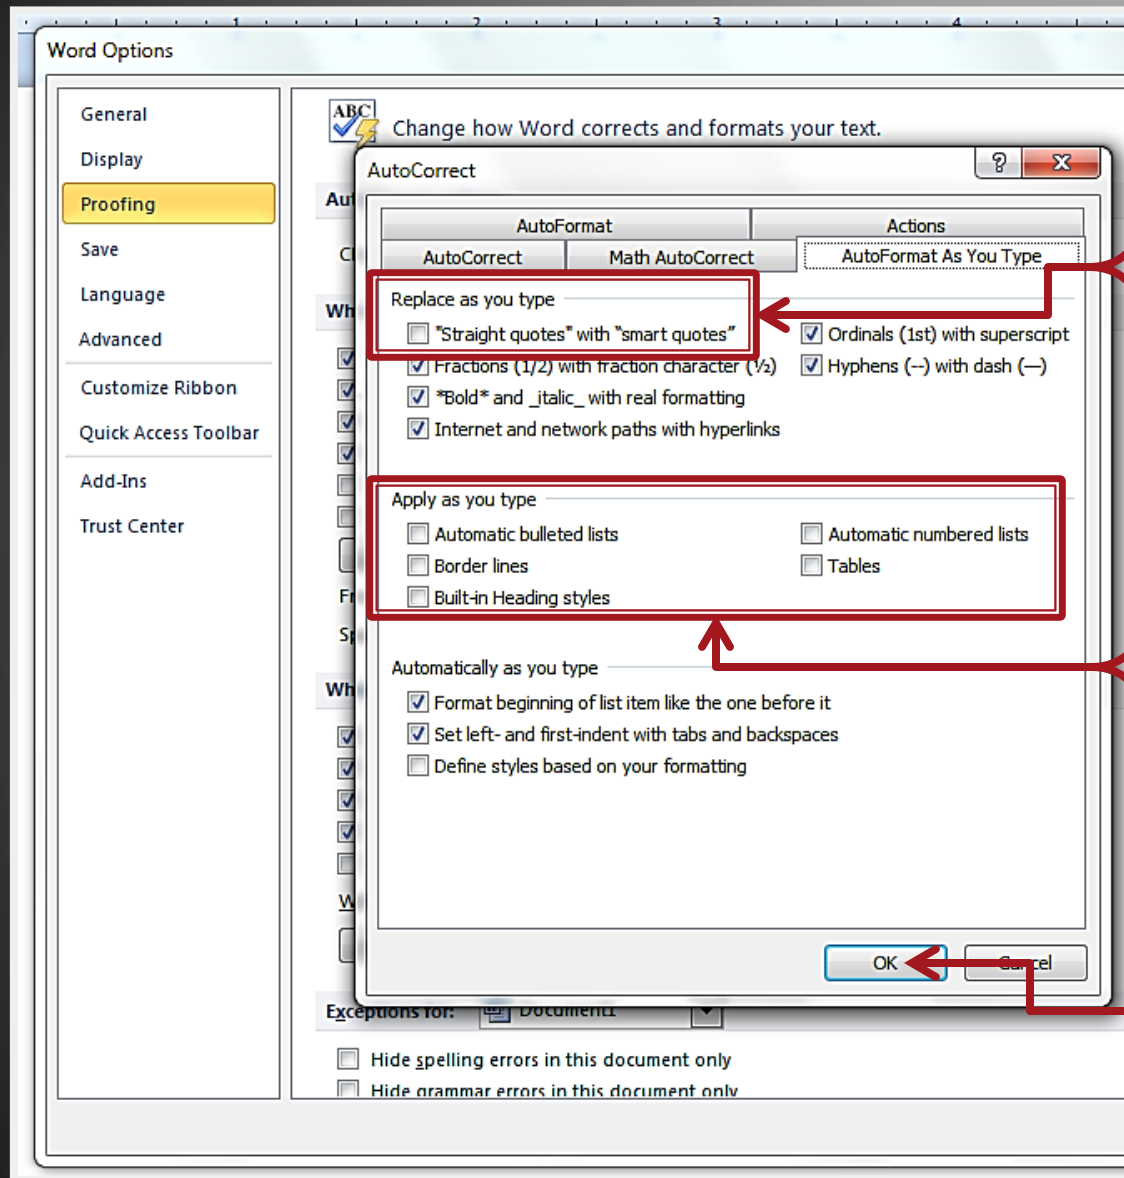 1 2 3 4
Word Options
General
Display
Proofing
Save
Language
Advanced
Customize Ribbon
Quick Access Toolbar
Add-Ins
Trust Center
ABC
Change how Word corrects and formats your text.
AutoCorrect
AutoFormat Actions
AutoCorrect Math AutoCorrect AutoFormat As You Type
Replace as you type
"Straight quotes" with “smart quotes” Ordinals (1st) with superscript
Fractions (1/2) with fraction character (½) Hyphens (--) with dash (—)
*Bold* and _italic_ with real formatting
Internet and network paths with hyperlinks
Apply as you type
Automatic bulleted lists Automatic numbered lists
Border lines Tables
Built-in Heading styles
Automatically as you type
Format beginning of list item like the one before it
Set left- and first-indent with tabs and backspaces
Define styles based on your formatting
OK Cancel
Exceptions for: Document1
Hide spelling errors in this document only
Hide grammar errors in this document only